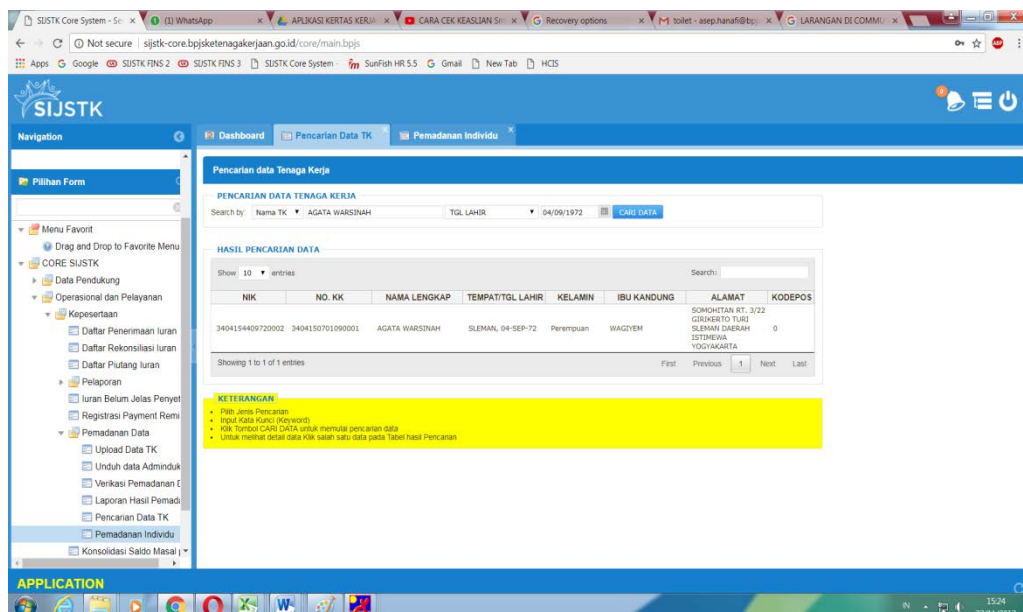 SIJSTK Core System - Se
(1) WhatsApp
APLIKASI KERTAS KERJA
CARA CEK KEASLIAN
Recovery options
toilet - asep.hanafi@bpj
LARANGAN DI COMMU
Not secure | sijstk-core.bpjsketenagakerjaan.go.id/core/main.bpjs
Apps Google SIJSTK FINS 2 SIJSTK FINS 3 SIJSTK Core System - SunFish HR 5.5 Gmail New Tab HCIS
SIJSTK
0
Navigation
Dashboard
Pencarian Data TK
Pemadanan Individu
Pilihan Form
Menu Favorit
Drag and Drop to Favorite Menu
CORE SIJSTK
Data Pendukung
Operasional dan Pelayanan
Kepesertaan
Daftar Penerimaan Iuran
Daftar Rekonsiliasi Iuran
Daftar Piutang Iuran
Pelaporan
Iuran Belum Jelas Penyet
Registrasi Payment Remi
Pemadanan Data
Upload Data TK
Unduh data Adminduk
Verikasi Pemadanan D
Laporan Hasil Pemada
Pencarian Data TK
Pemadanan Individu
Konsolidasi Saldo Masal
Pencarian data Tenaga Kerja
PENCARIAN DATA TENAGA KERJA
Search by: Nama TK AGATA WARSINAH TGL LAHIR 04/09/1972 CARI DATA
HASIL PENCARIAN DATA
Show 10 entries Search:
NIK NO. KK NAMA LENGKAP TEMPAT/TGL LAHIR KELAMIN IBU KANDUNG ALAMAT KODEPOS
3404154409720002 3404150701090001 AGATA WARSINAH SLEMAN, 04-SEP-72 Perempuan WAGIYEM
SOMOHITAN RT. 3/22
GIRIKERTO TURI
SLEMAN DAERAH
ISTIMEWA
YOGYAKARTA
0
Showing 1 to 1 of 1 entries First Previous 1 Next Last
KETERANGAN
Pilih Jenis Pencarian
Input Kata Kunci (Keyword)
Klik Tombol CARI DATA untuk memulai pencarian data
Untuk melihat detail data Klik salah satu data pada Tabel hasil Pencarian
APPLICATION
IN
15:24